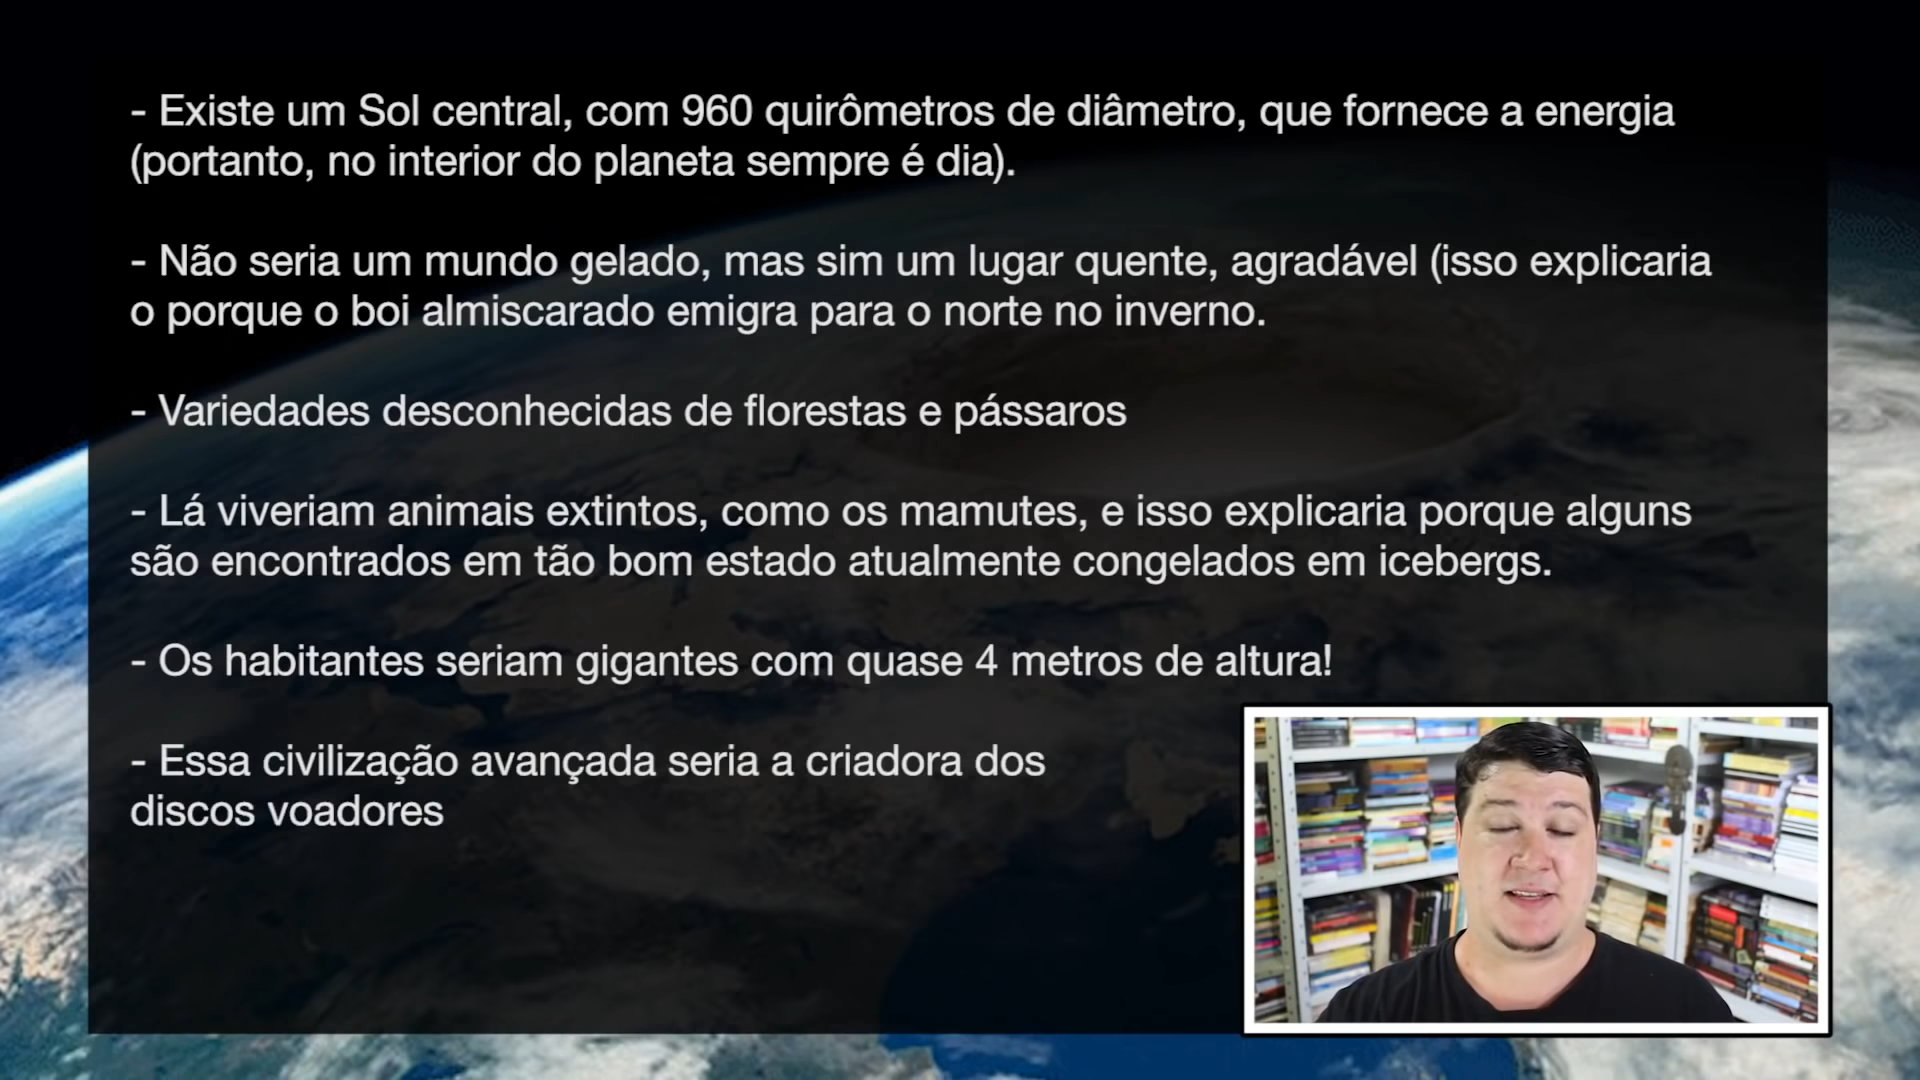 - Existe um Sol central, com 960 quirômetros de diâmetro, que fornece a energia
(portanto, no interior do planeta sempre é dia).
- Não seria um mundo gelado, mas sim um lugar quente, agradável (isso explicaria
o porque o boi almiscarado emigra para o norte no inverno.
- Variedades desconhecidas de florestas e pássaros
- Lá viveriam animais extintos, como os mamutes, e isso explicaria porque alguns
são encontrados em tão bom estado atualmente congelados em icebergs.
- Os habitantes seriam gigantes com quase 4 metros de altura!
- Essa civilização avançada seria a criadora dos
discos voadores